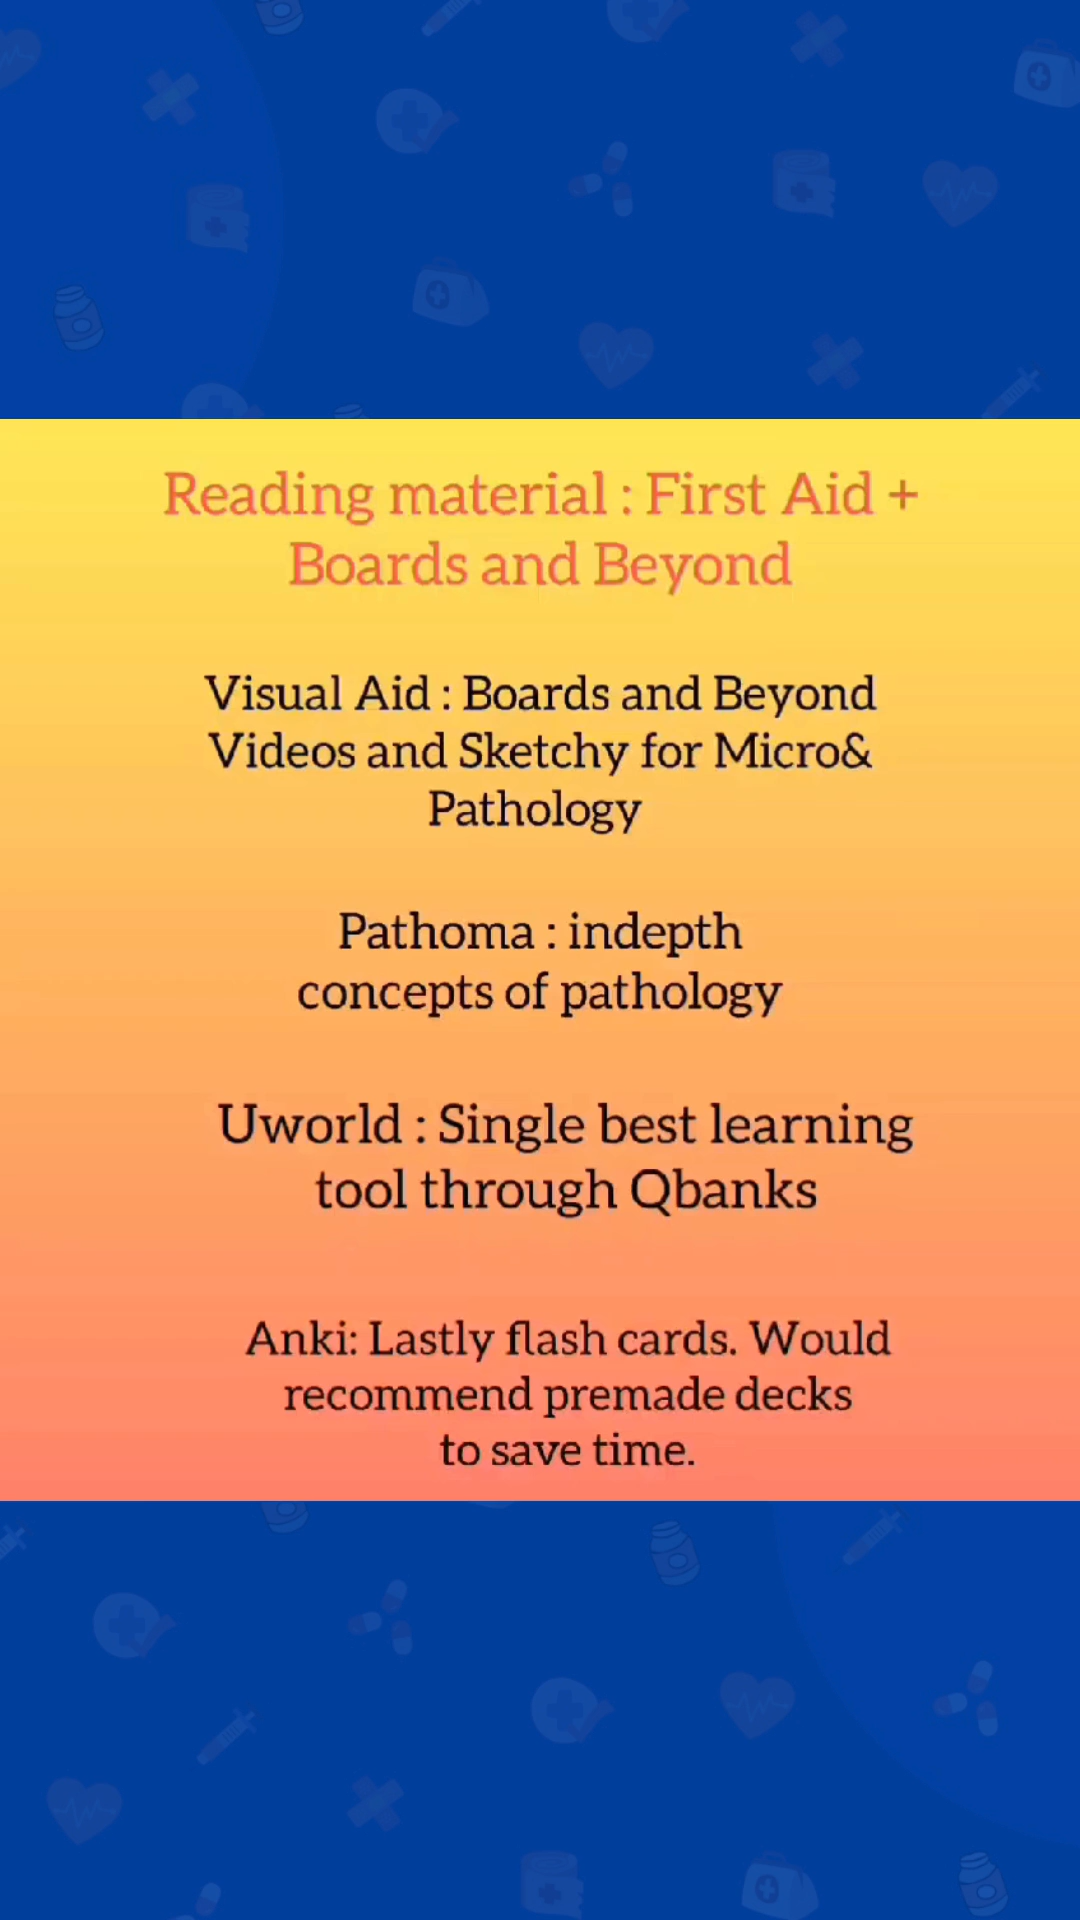 Reading material : First Aid +
Boards and Beyond
Visual Aid : Boards and Beyond
Videos and Sketchy for Micro&
Pathology
Pathoma : indepth
concepts of pathology
Uworld : Single best learning
tool through Qbanks
Anki: Lastly flash cards. Would
recommend premade decks
to save time.